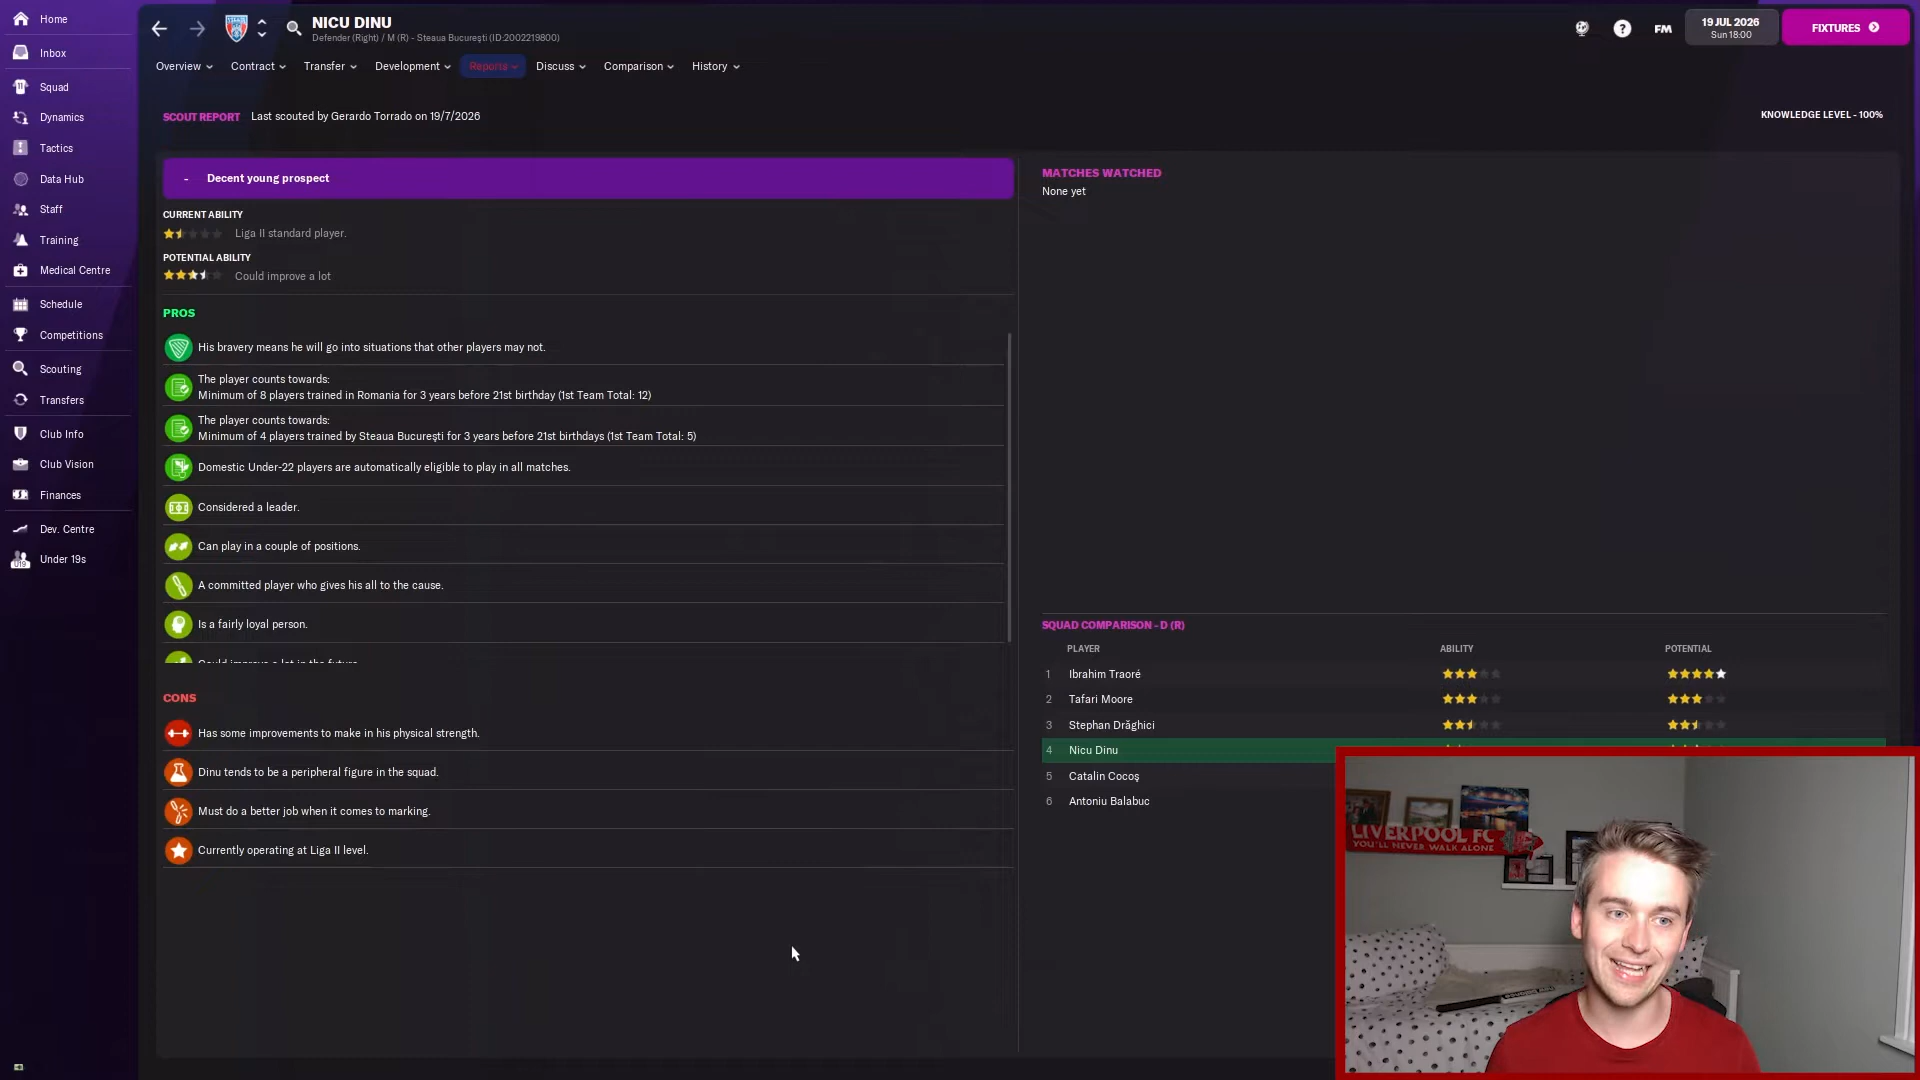 Home
Inbox
Squad
Dynamics
Tactics
Data Hub
Staff
Training
Medical Centre
Schedule
Competitions
Scouting
Transfers
Club Info
Club Vision
Finances
Dev. Centre
Under 19s
NICU DINU
Defender (Right) / M (R) - Steaua Bucureşti (ID:2002219800)
FM
19 JUL 2026
Sun 18:00
FIXTURES
Overview
Contract
Transfer
Development
Reports
Discuss
Comparison
History
SCOUT REPORT Last scouted by Gerardo Torrado on 19/7/2026
KNOWLEDGE LEVEL - 100%
- Decent young prospect
CURRENT ABILITY
Liga II standard player.
POTENTIAL ABILITY
Could improve a lot
PROS
His bravery means he will go into situations that other players may not.
The player counts towards:
Minimum of 8 players trained in Romania for 3 years before 21st birthday (1st Team Total: 12)
The player counts towards:
Minimum of 4 players trained by Steaua Bucureşti for 3 years before 21st birthdays (1st Team Total: 5)
Domestic Under-22 players are automatically eligible to play in all matches.
Considered a leader.
Can play in a couple of positions.
A committed player who gives his all to the cause.
Is a fairly loyal person.
Could improve a lot in the future
CONS
Has some improvements to make in his physical strength.
Dinu tends to be a peripheral figure in the squad.
Must do a better job when it comes to marking.
Currently operating at Liga II level.
MATCHES WATCHED
None yet
SQUAD COMPARISON - D (R)
PLAYER ABILITY POTENTIAL
1 Ibrahim Traoré
2 Tafari Moore
3 Stephan Drăghici
4 Nicu Dinu
5 Catalin Cocoş
6 Antoniu Balabuc
LIVERPOOL FC
YOU'LL NEVER WALK ALONE